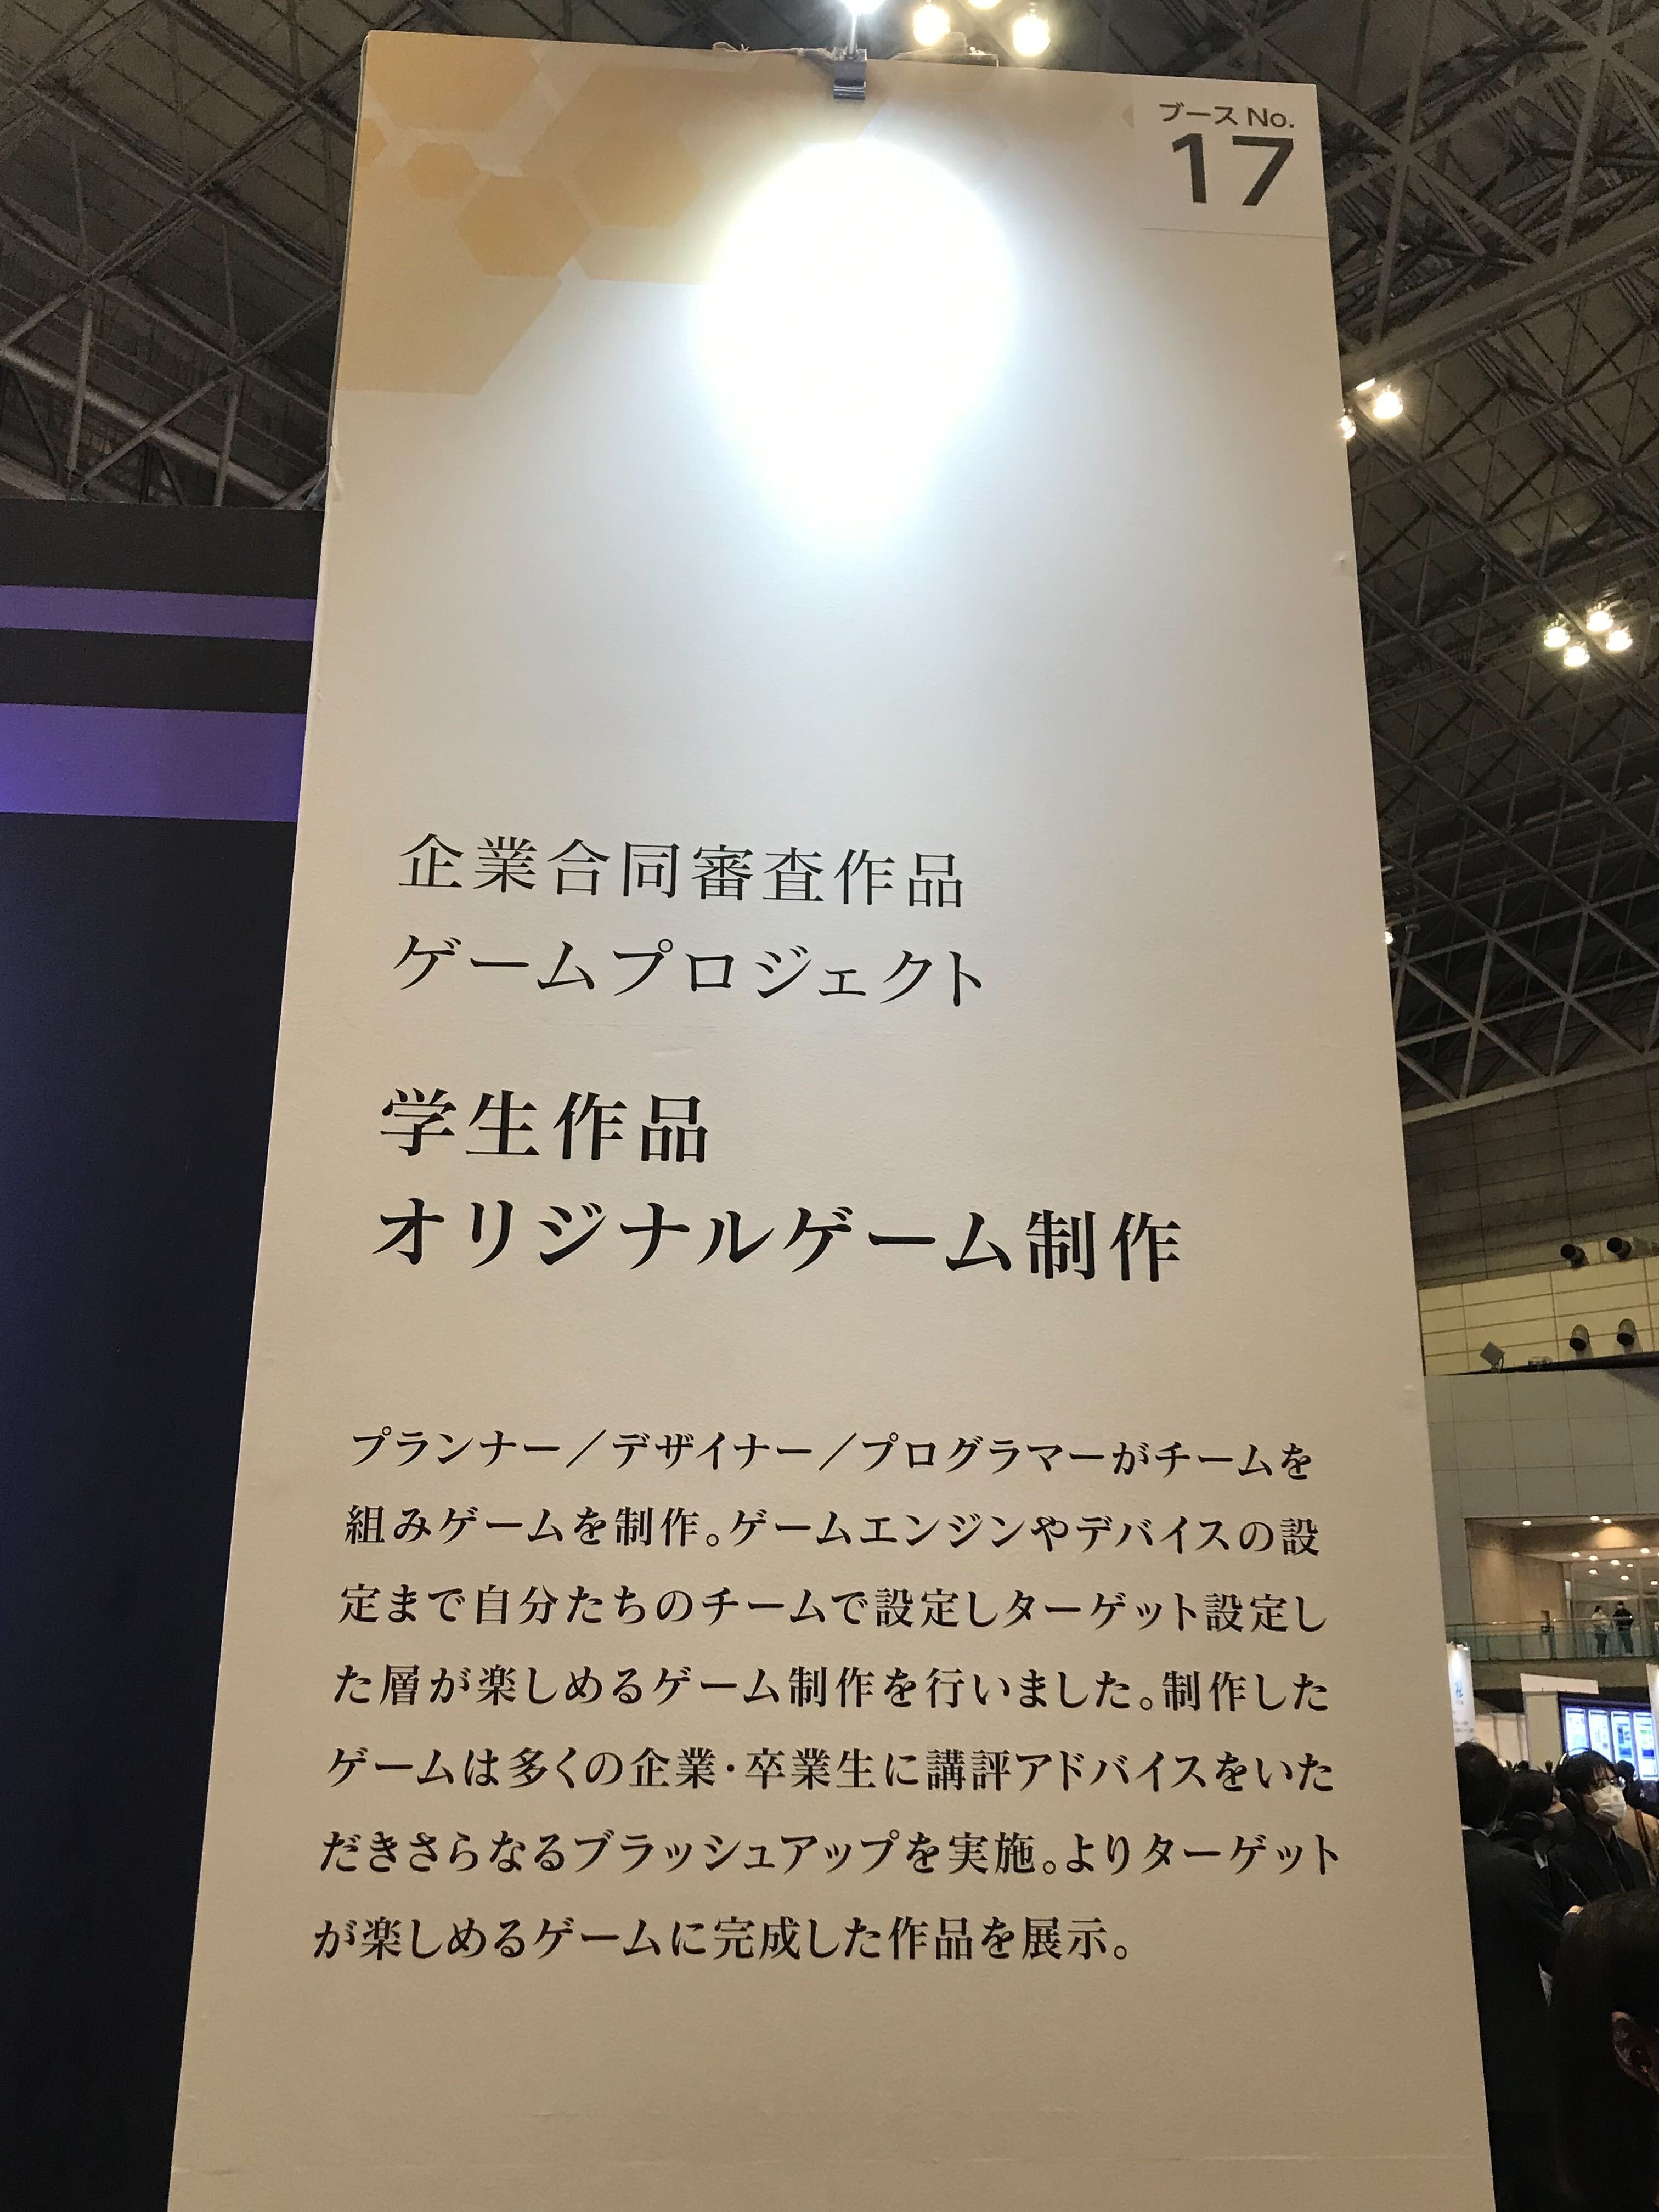 ブース No.
17
企業合同審査作品
ゲームプロジェクト
学生作品
オリジナルゲーム制作
プランナー／デザイナー／プログラマーがチームを
組みゲームを制作。ゲームエンジンやデバイスの設
定まで自分たちのチームで設定しターゲット設定し
た層が楽しめるゲーム制作を行いました。制作した
ゲームは多くの企業・卒業生に講評アドバイスをいた
だきさらなるブラッシュアップを実施。よりターゲット
が楽しめるゲームに完成した作品を展示。